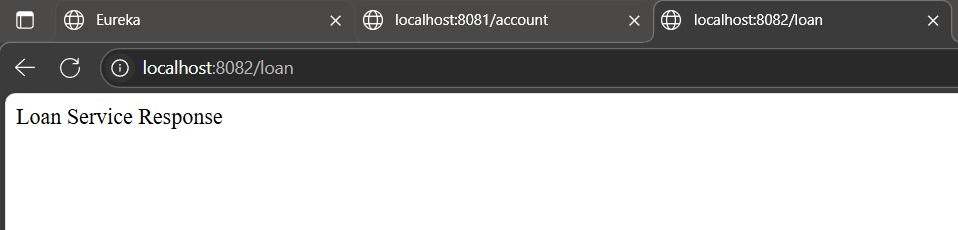 Eureka
localhost:8081/account
localhost:8082/loan
localhost:8082/loan
Loan Service Response